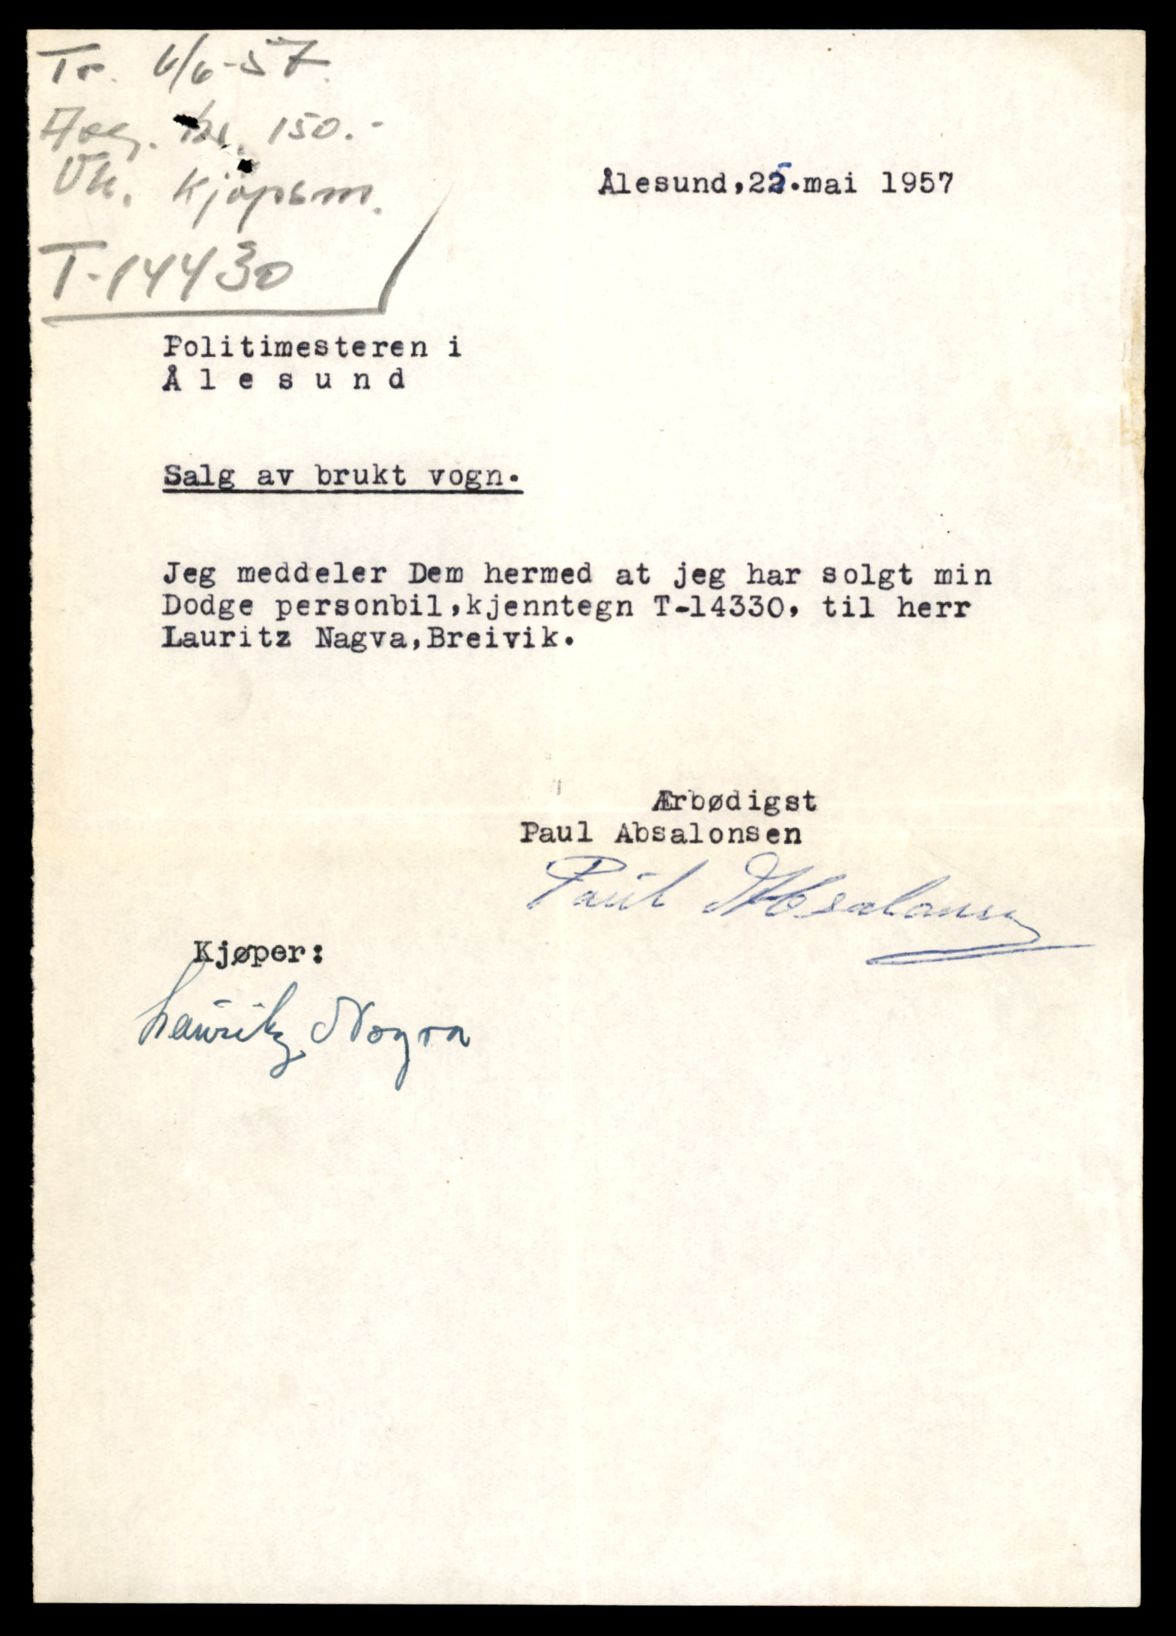 Tr. 6/6-57.
Avg. kr. 150.-
Vk. Kjøpsm.
T-14430
Ålesund,25.mai 1957
Politimesteren i
Ålesund
Salg av brukt vogn.
Jeg meddeler Dem hermed at jeg har solgt min
Dodge personbil,kjenntegn T-14330, til herr
Lauritz Nagva,Breivik.
Ærbødigst
Paul Absalonsen
Paul Absalonsen
Kjøper:
Lauritz Nagva